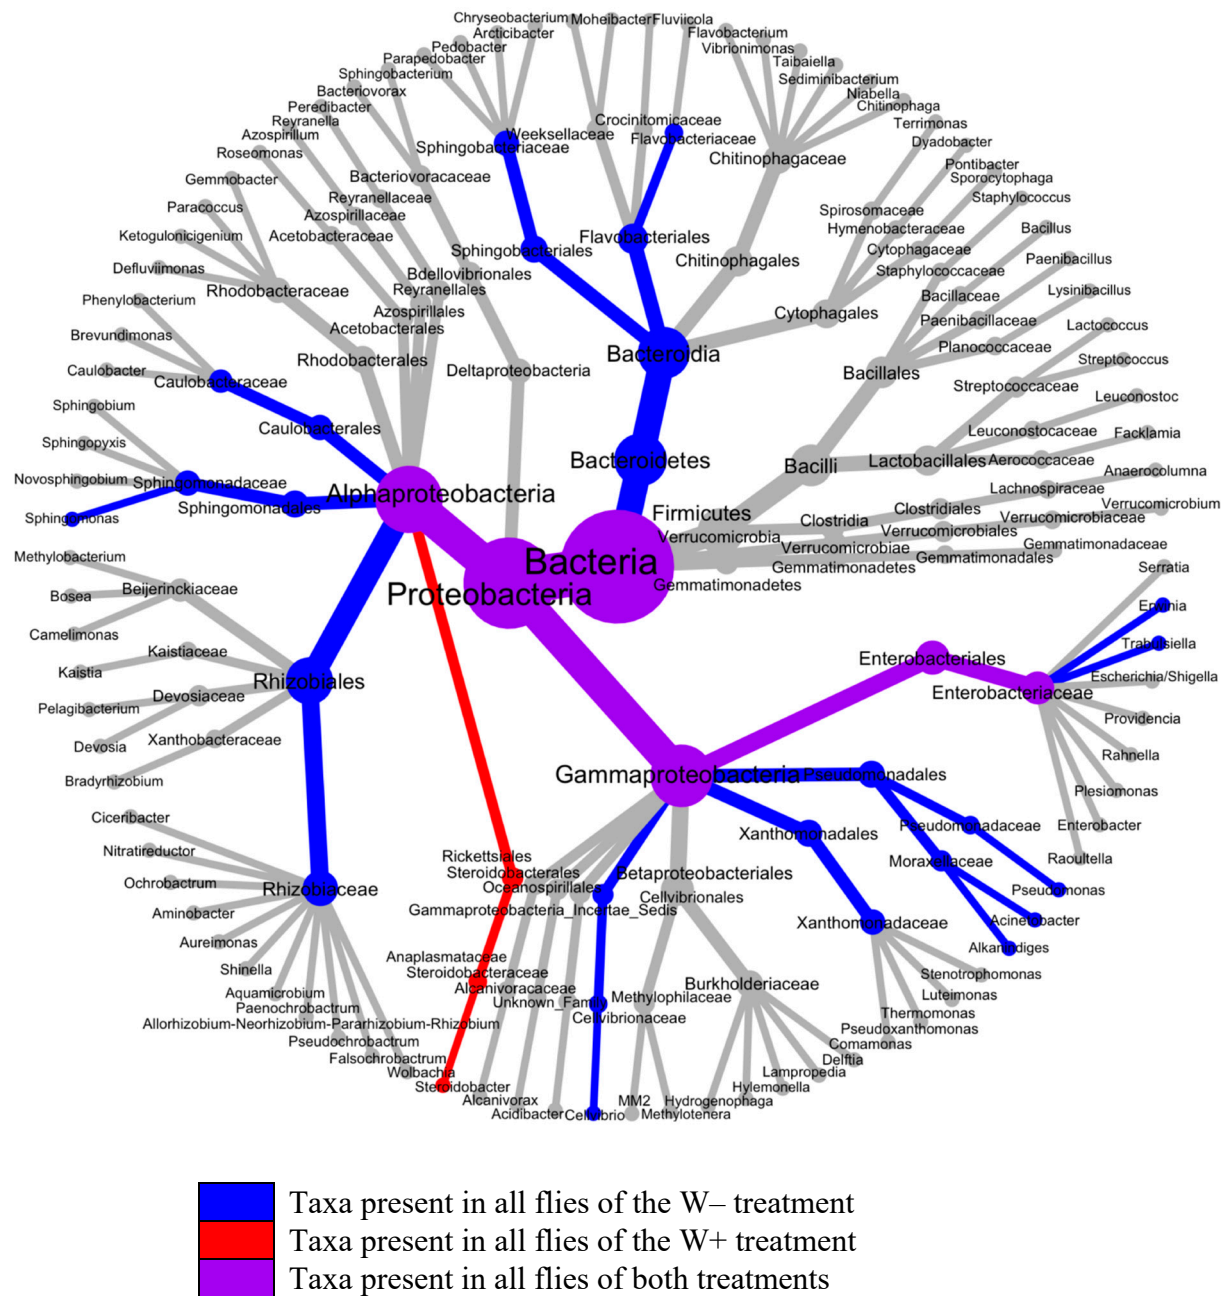 Chryseobacterium
Moheibacter
Fluviicola
Arcticibacter
Flavobacterium
Pedobacter
Vibrionimonas
Parapedobacter
Taibaiella
Sphingobacterium
Sediminibacterium
Bacteriovorax
Niabella
Peredibacter
Chitinophaga
Reyranella
Crocinitomicaceae
Terrimonas
Azospirillum
Weeksellaceae
Flavobacteriaceae
Dyadobacter
Roseomonas
Sphingobacteriaceae
Chitinophagaceae
Pontibacter
Gemmobacter
Bacteriovoracaceae
Sporocytophaga
Paracoccus
Reyranellaceae
Staphylococcus
Azospirillaceae
Spirosomaceae
Ketogulonicigenium
Acetobacteraceae
Flavobacteriales
Hymenobacteraceae
Bacillus
Sphingobacteriales
Cytophagaceae
Defluviimonas
Bdellovibrionales
Chitinophagales
Staphylococcaceae
Paenibacillus
Rhodobacteraceae
Reyranellales
Bacillaceae
Lysinibacillus
Phenylobacterium
Azospirillales
Cytophagales
Paenibacillaceae
Lactococcus
Brevundimonas
Acetobacterales
Planococcaceae
Rhodobacterales
Bacteroidia
Streptococcus
Caulobacter
Deltaproteobacteria
Bacillales
Caulobacteraceae
Streptococcaceae
Leuconostoc
Sphingobium
Caulobacterales
Leuconostocaceae
Facklamia
Sphingopyxis
Bacteroidetes
Bacilli
Lactobacillales
Aerococcaceae
Anaerocolumna
Novosphingobium
Sphingomonadaceae
Alphaproteobacteria
Lachnospiraceae
Sphingomonas
Sphingomonadales
Firmicutes
Clostridiales
Verrucomicrobium
Clostridia
Verrucomicrobiaceae
Verrucomicrobia
Verrucomicrobiales
Methylobacterium
Bacteria
Verrucomicrobiae
Gemmatimonadaceae
Gemmatimonadales
Beijerinckiaceae
Gemmatimonadetes
Serratia
Bosea
Proteobacteria
Gemmatimonadetes
Erwinia
Camelimonas
Trabulsiella
Kaistiaceae
Enterobacteriales
Kaistia
Rhizobiales
Escherichia/Shigella
Devosiaceae
Enterobacteriaceae
Pelagibacterium
Providencia
Devosia
Xanthobacteraceae
Rahnella
Bradyrhizobium
Gammaproteobacteria
Pseudomonadales
Plesiomonas
Ciceribacter
Xanthomonadales
Pseudomonadaceae
Enterobacter
Nitratireductor
Rickettsiales
Moraxellaceae
Raoultella
Steroidobacterales
Betaproteobacteriales
Ochrobactrum
Rhizobiaceae
Oceanospirillales
Cellvibrionales
Pseudomonas
Aminobacter
Gammaproteobacteria_Incertae_Sedis
Xanthomonadaceae
Acinetobacter
Aureimonas
Alkanindiges
Anaplasmataceae
Shinella
Steroidobacteraceae
Stenotrophomonas
Aquamicrobium
Alcanivoracaceae
Burkholderiaceae
Luteimonas
Paenochrobactrum
Unknown_Family
Methylophilaceae
Thermomonas
Allorhizobium-Neorhizobium-Pararhizobium-Rhizobium
Cellvibrionaceae
Pseudoxanthomonas
Pseudochrobactrum
Comamonas
Falsochrobactrum
Delftia
Wolbachia
Lampropedia
Steroidobacter
Hylemonella
Alcanivorax
MM2
Hydrogenophaga
Acidibacter
Cellvibrio
Methylotenera
Taxa present in all flies of the W– treatment
Taxa present in all flies of the W+ treatment
Taxa present in all flies of both treatments